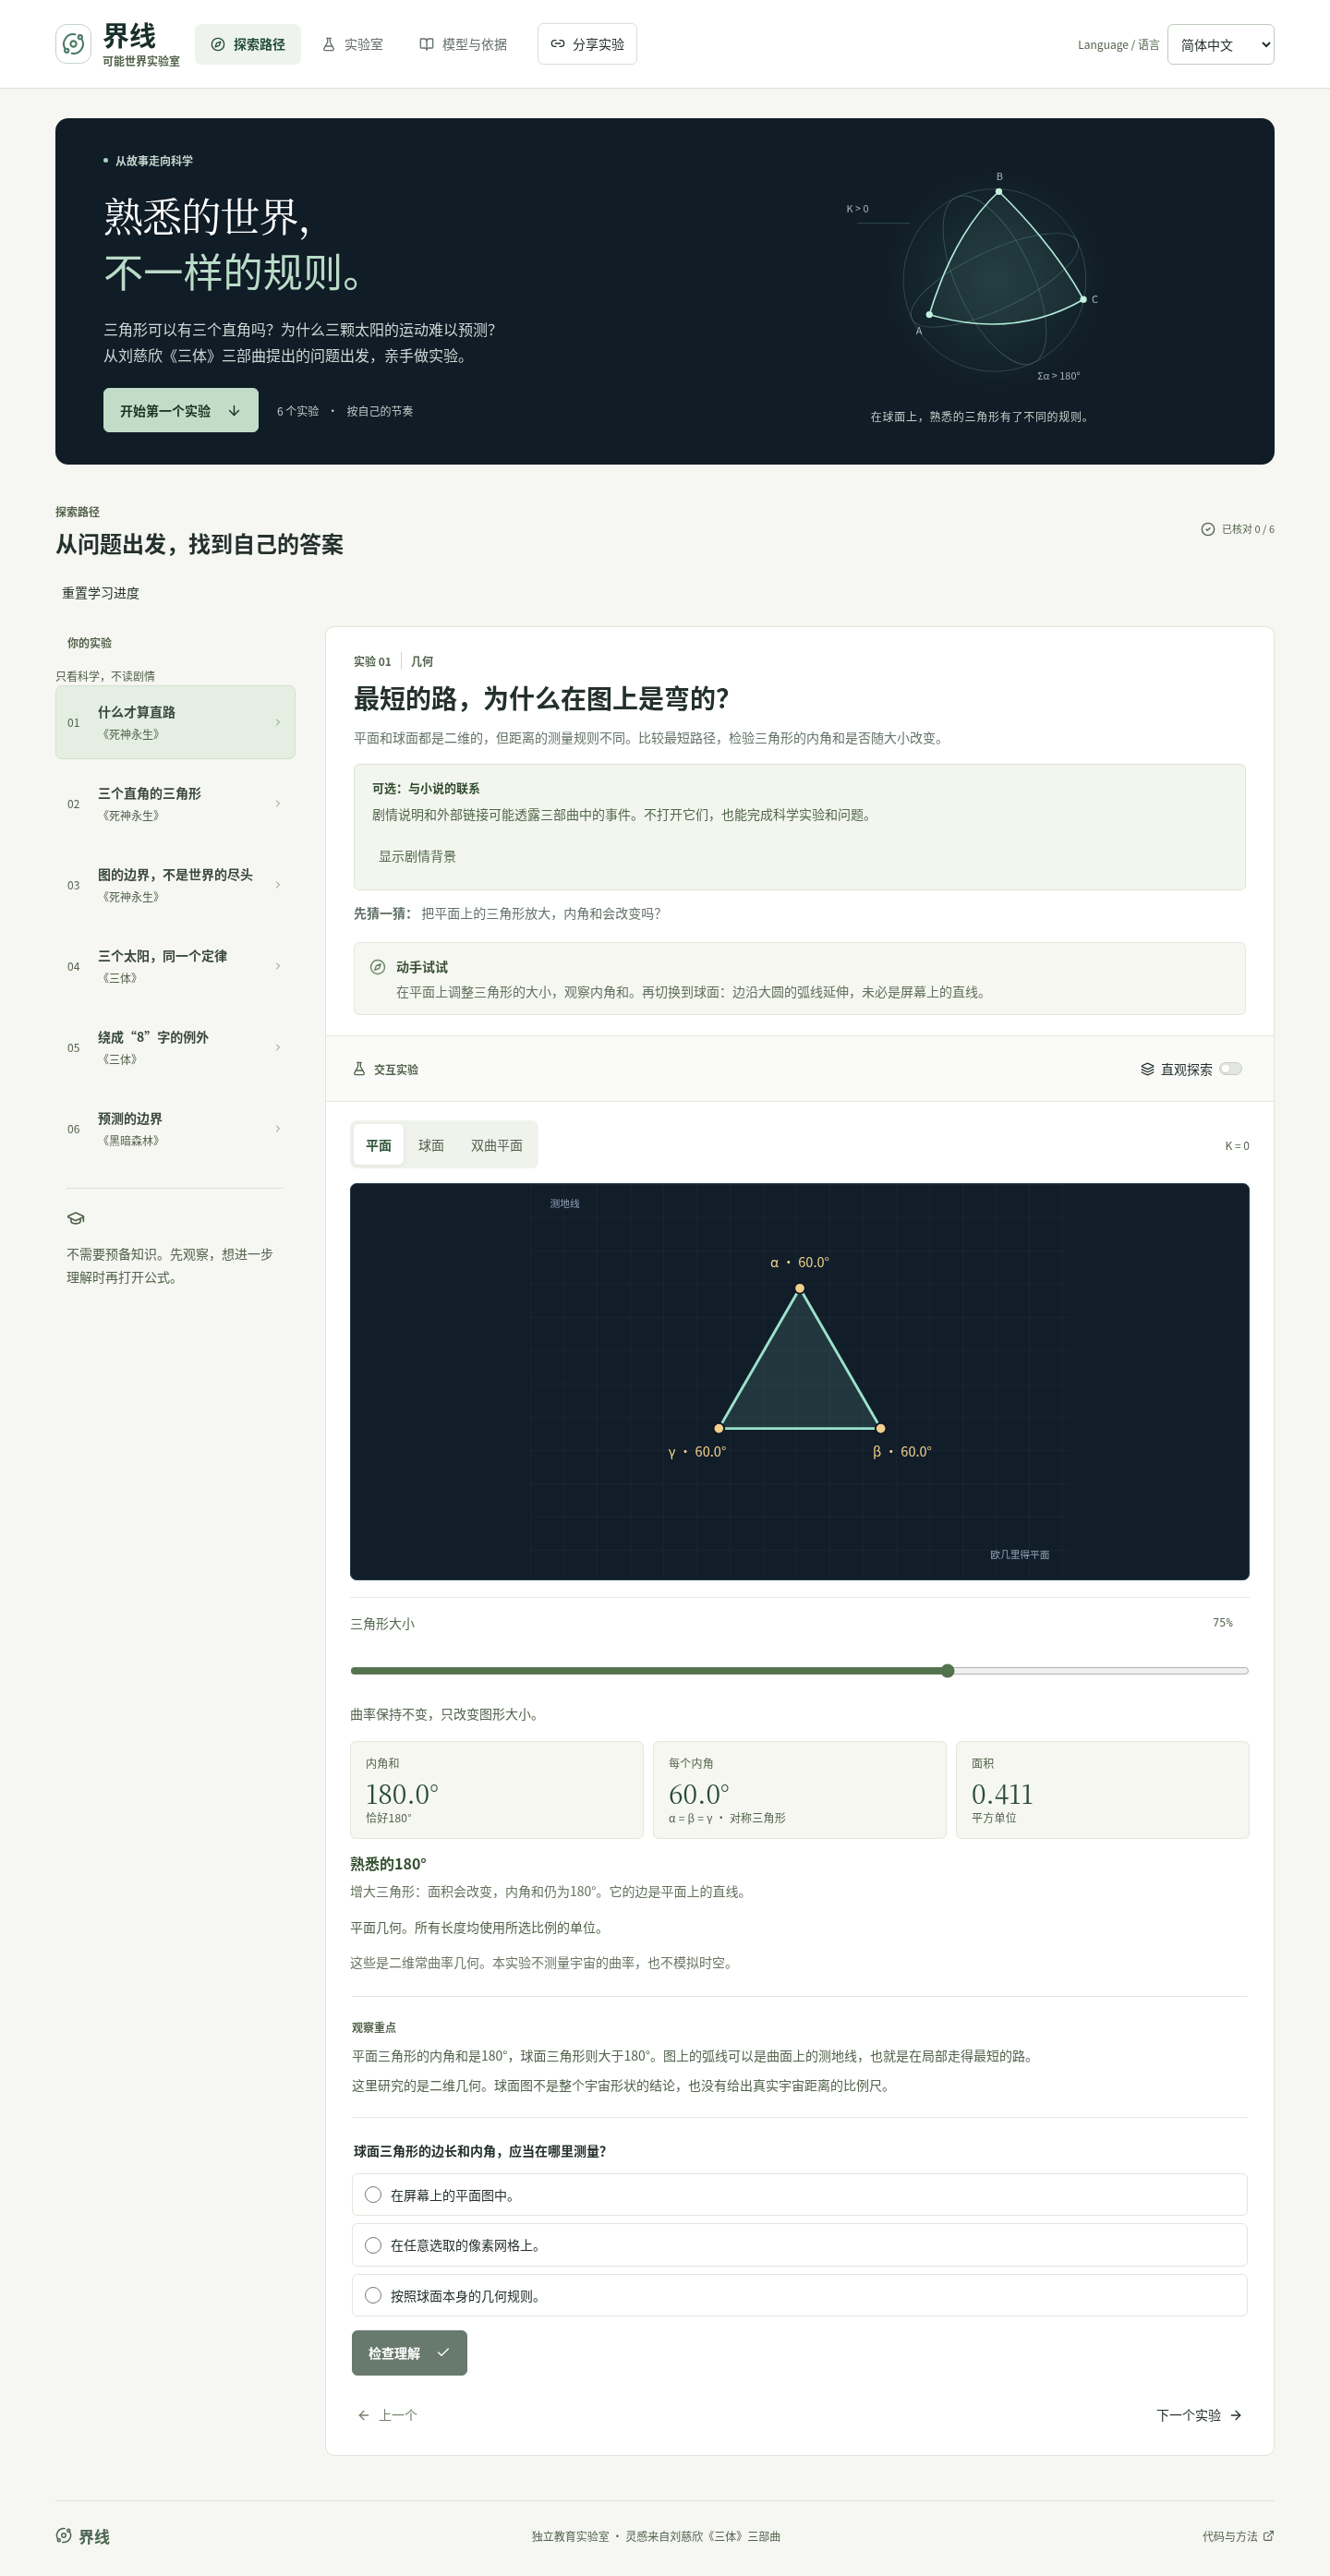 界线
可能世界实验室
探索路径
实验室
模型与依据
分享实验
Language / 语言
简体中文
从故事走向科学
熟悉的世界，
不一样的规则。
三角形可以有三个直角吗？为什么三颗太阳的运动难以预测？
从刘慈欣《三体》三部曲提出的问题出发，亲手做实验。
开始第一个实验
6 个实验 · 按自己的节奏
B
K > 0
C
A
Σα > 180°
在球面上，熟悉的三角形有了不同的规则。
探索路径
从问题出发，找到自己的答案
已核对 0 / 6
重置学习进度
你的实验
只看科学，不读剧情
01
什么才算直路
《死神永生》
02
三个直角的三角形
《死神永生》
03
图的边界，不是世界的尽头
《死神永生》
04
三个太阳，同一个定律
《三体》
05
绕成“8”字的例外
《三体》
06
预测的边界
《黑暗森林》
不需要预备知识。先观察，想进一步
理解时再打开公式。
实验 01
几何
最短的路，为什么在图上是弯的？
平面和球面都是二维的，但距离的测量规则不同。比较最短路径，检验三角形的内角和是否随大小改变。
可选：与小说的联系
剧情说明和外部链接可能透露三部曲中的事件。不打开它们，也能完成科学实验和问题。
显示剧情背景
先猜一猜： 把平面上的三角形放大，内角和会改变吗？
动手试试
在平面上调整三角形的大小，观察内角和。再切换到球面：边沿大圆的弧线延伸，未必是屏幕上的直线。
交互实验
直观探索
平面
球面
双曲平面
K = 0
测地线
α · 60.0°
γ · 60.0°
β · 60.0°
欧几里得平面
三角形大小
75%
曲率保持不变，只改变图形大小。
内角和
180.0°
恰好180°
每个内角
60.0°
α = β = γ · 对称三角形
面积
0.411
平方单位
熟悉的180°
增大三角形：面积会改变，内角和仍为180°。它的边是平面上的直线。
平面几何。所有长度均使用所选比例的单位。
这些是二维常曲率几何。本实验不测量宇宙的曲率，也不模拟时空。
观察重点
平面三角形的内角和是180°，球面三角形则大于180°。图上的弧线可以是曲面上的测地线，也就是在局部走得最短的路。
这里研究的是二维几何。球面图不是整个宇宙形状的结论，也没有给出真实宇宙距离的比例尺。
球面三角形的边长和内角，应当在哪里测量？
在屏幕上的平面图中。
在任意选取的像素网格上。
按照球面本身的几何规则。
检查理解
上一个
下一个实验
界线
独立教育实验室 · 灵感来自刘慈欣《三体》三部曲
代码与方法